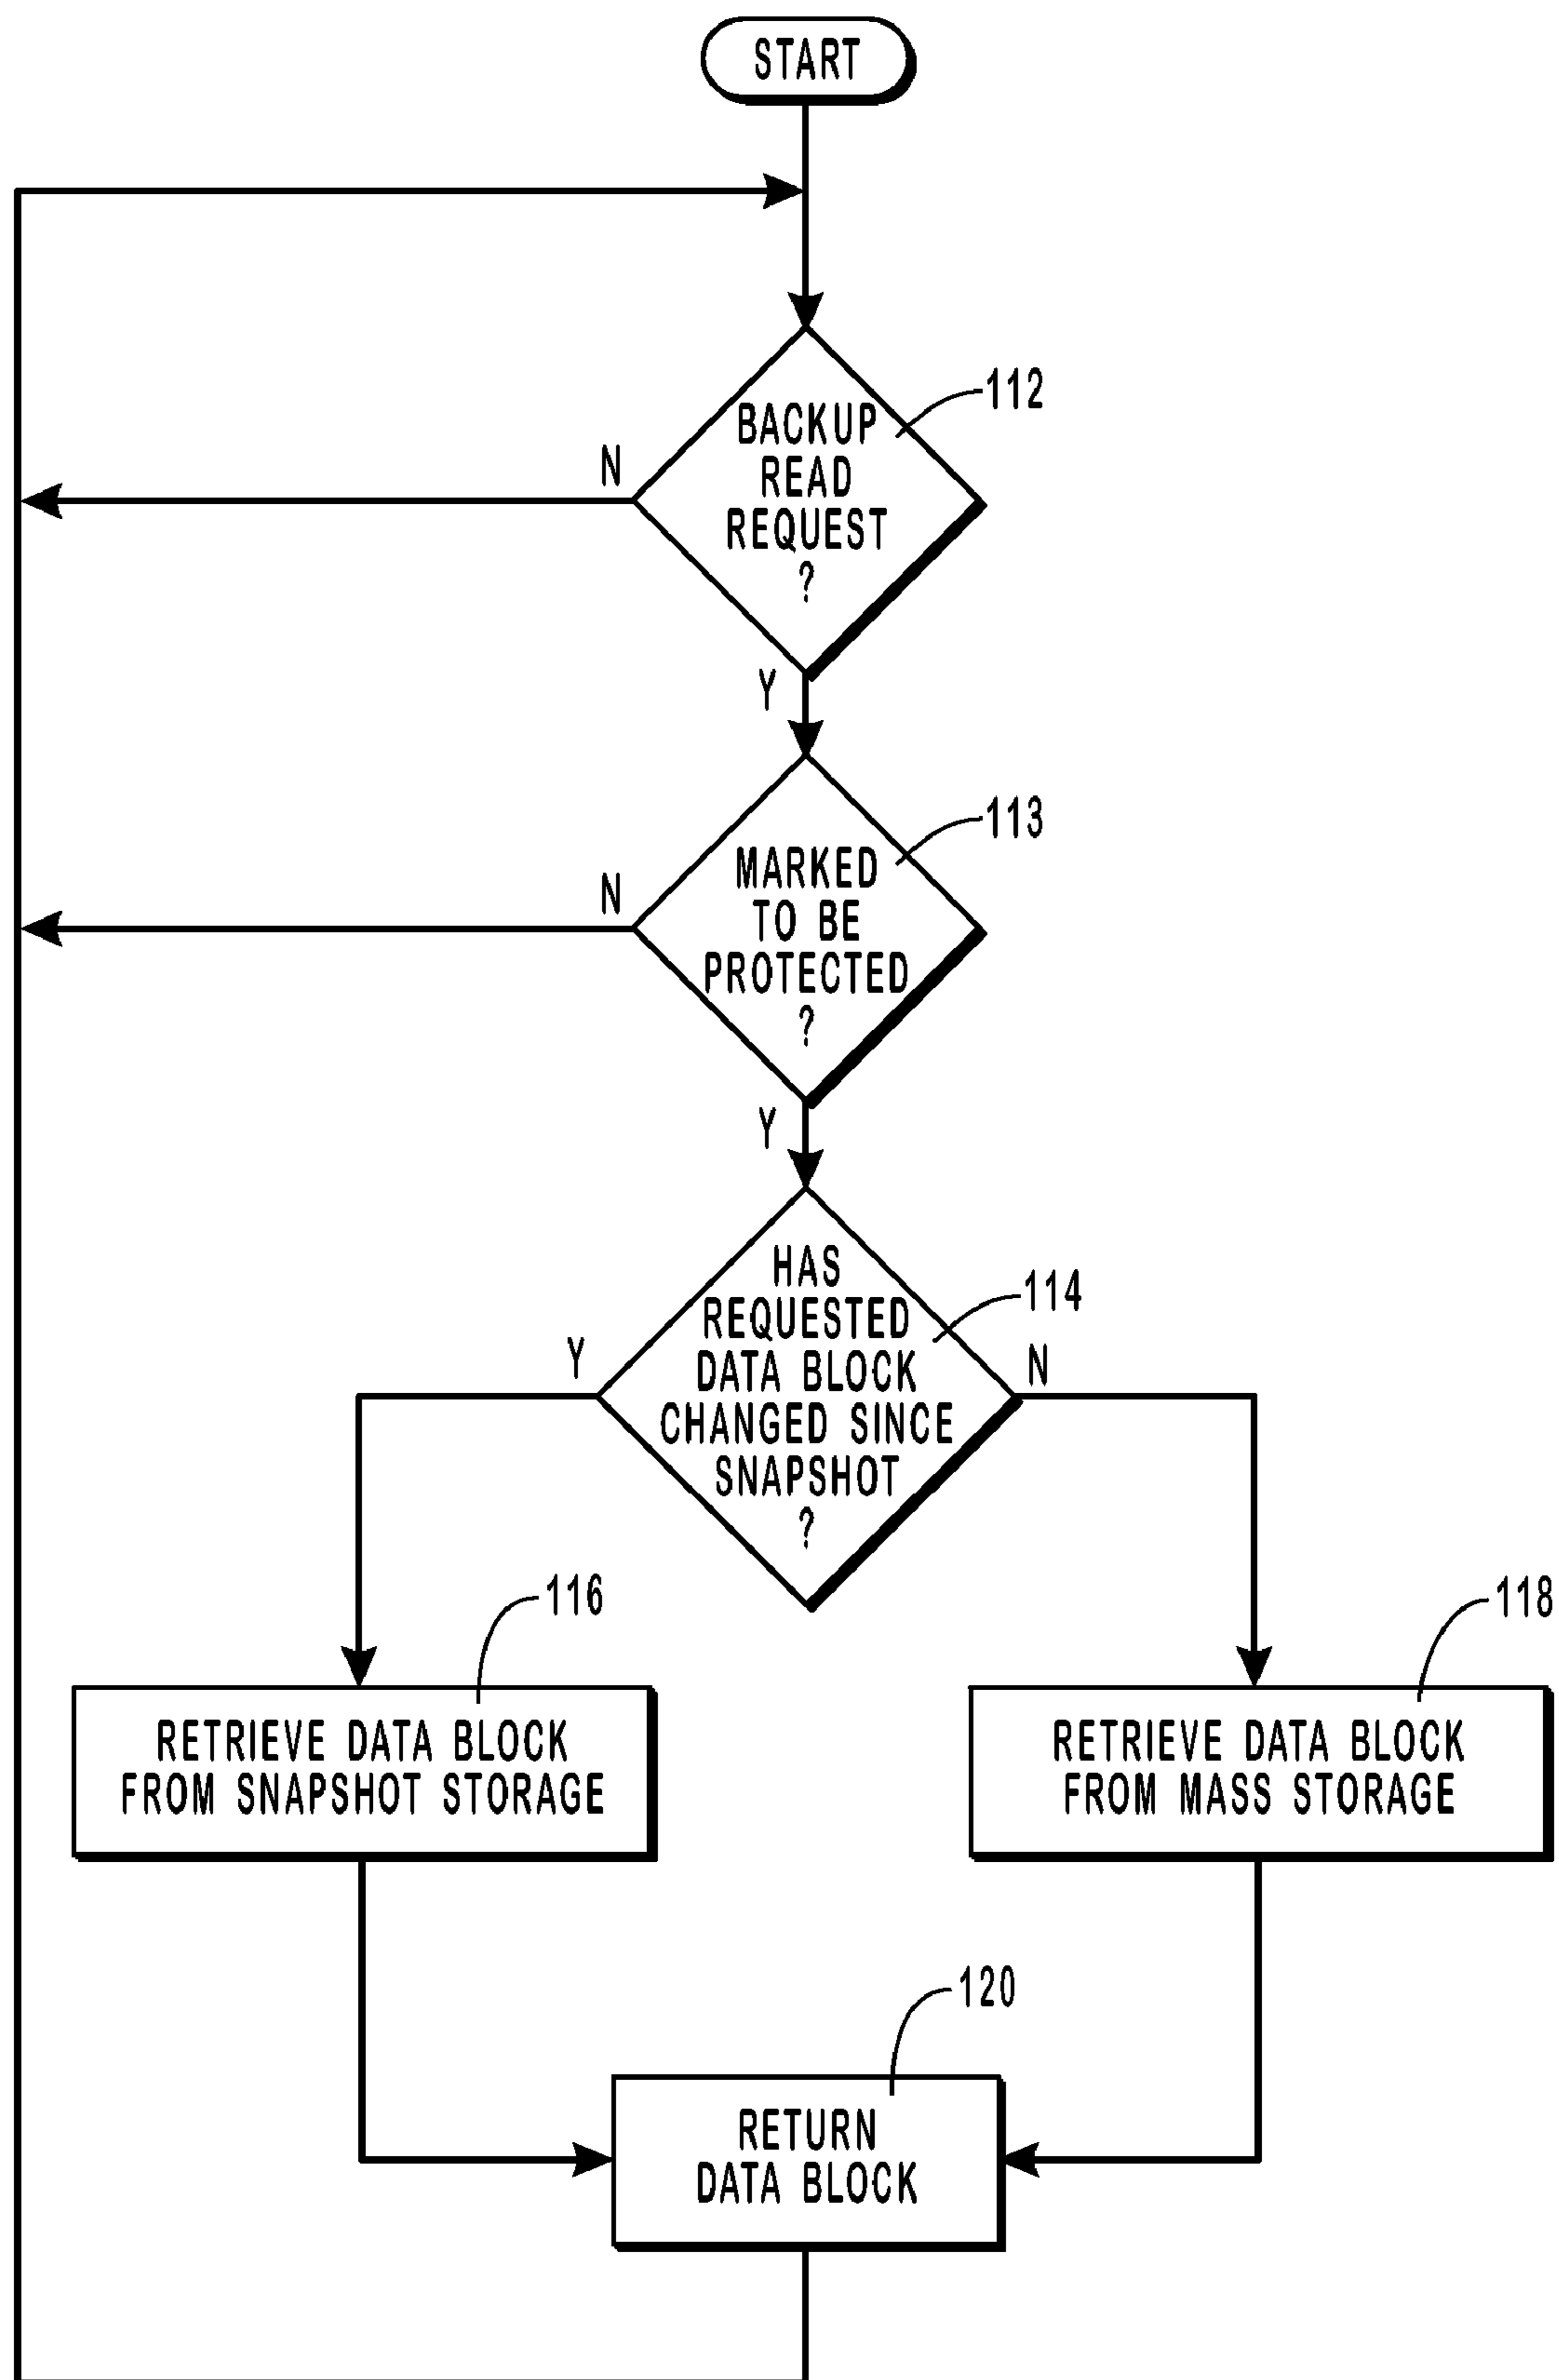 START
112
BACKUP
READ
REQUEST
?
N
Y
113
MARKED
TO BE
PROTECTED
?
N
Y
114
HAS
REQUESTED
DATA BLOCK
CHANGED SINCE
SNAPSHOT
?
Y
N
116
RETRIEVE DATA BLOCK
FROM SNAPSHOT STORAGE
118
RETRIEVE DATA BLOCK
FROM MASS STORAGE
120
RETURN
DATA BLOCK